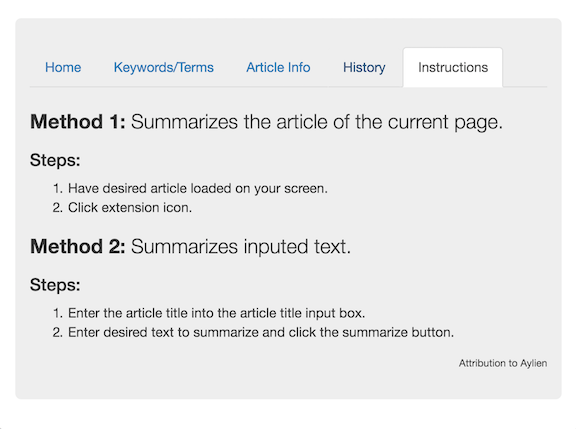 Home Keywords/Terms Article Info History Instructions
Method 1: Summarizes the article of the current page.
Steps:
1. Have desired article loaded on your screen.
2. Click extension icon.
Method 2: Summarizes inputed text.
Steps:
1. Enter the article title into the article title input box.
2. Enter desired text to summarize and click the summarize button.
Attribution to Aylien